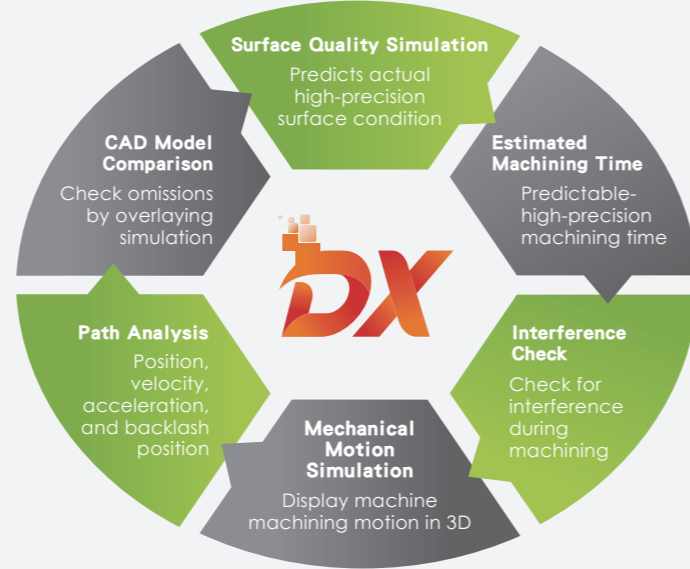 Surface Quality Simulation
Predicts actual
high-precision
surface condition
Estimated
Machining Time
Predictable-
high-precision
machining time
Interference
Check
Check for
interference
during
machining
Mechanical
Motion
Simulation
Display machine
machining motion in 3D
Path Analysis
Position,
velocity,
acceleration,
and backlash
position
CAD Model
Comparison
Check omissions
by overlaying
simulation
DX